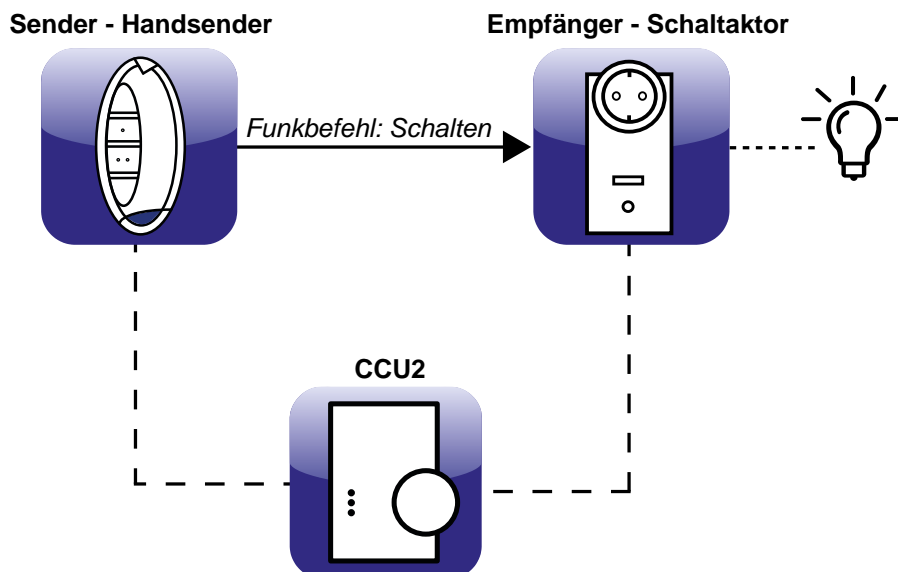 Sender - Handsender
Empfänger - Schaltaktor
Funkbefehl: Schalten
CCU2